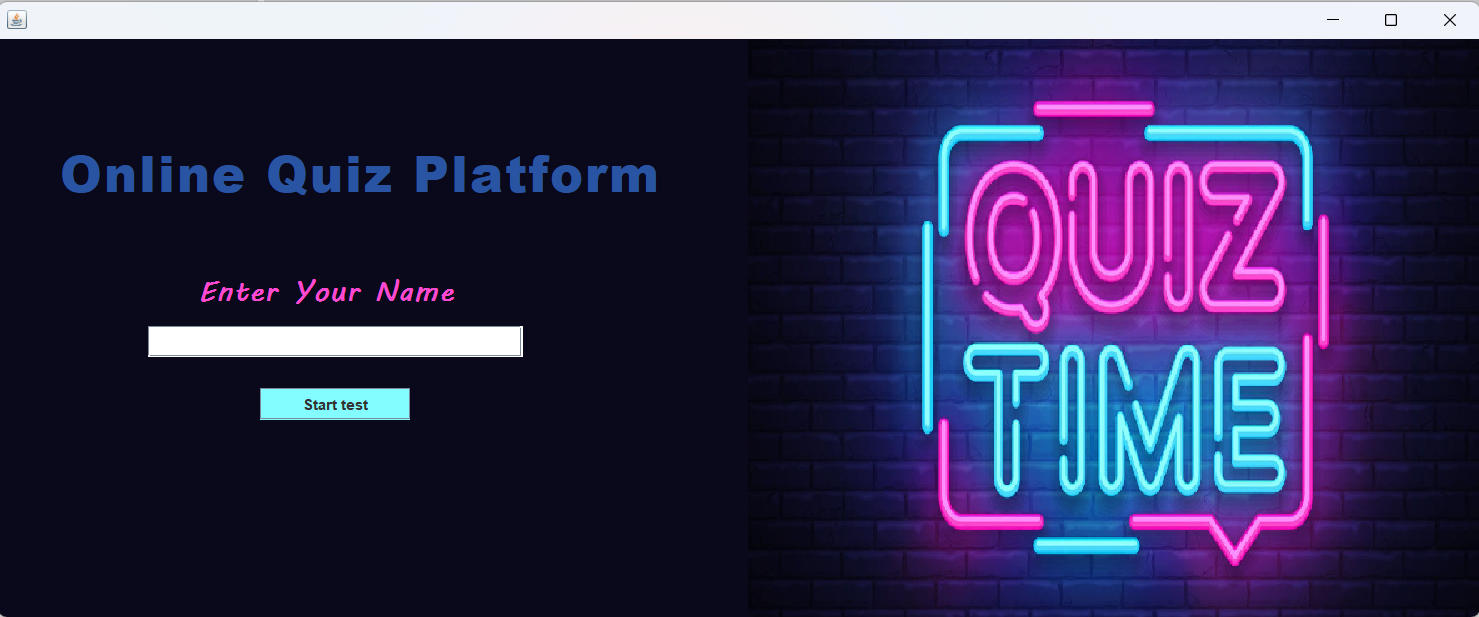 Online Quiz Platform
Enter Your Name
Start test
QUIZ
TIME